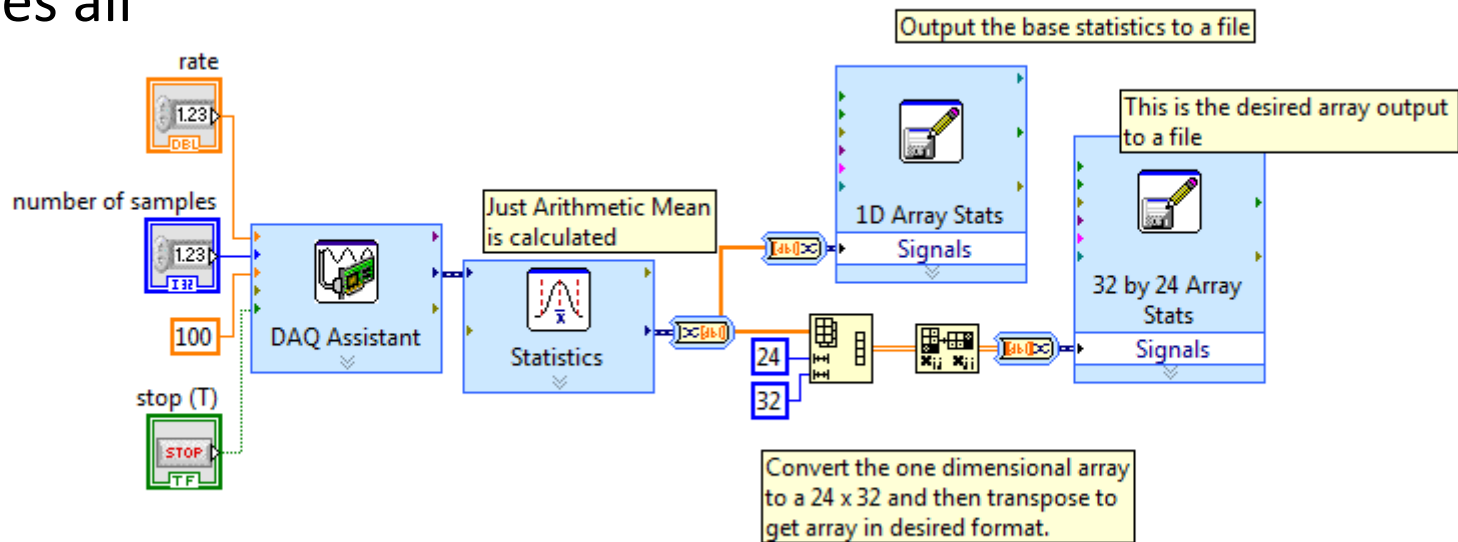 es all
Output the base statistics to a file
rate
1.23
DBL
This is the desired array output
to a file
number of samples
1.23
I32
Just Arithmetic Mean
is calculated
1D Array Stats
Signals
32 by 24 Array
Stats
Signals
100
DAQ Assistant
Statistics
24
32
stop (T)
STOP
TF
Convert the one dimensional array
to a 24 x 32 and then transpose to
get array in desired format.